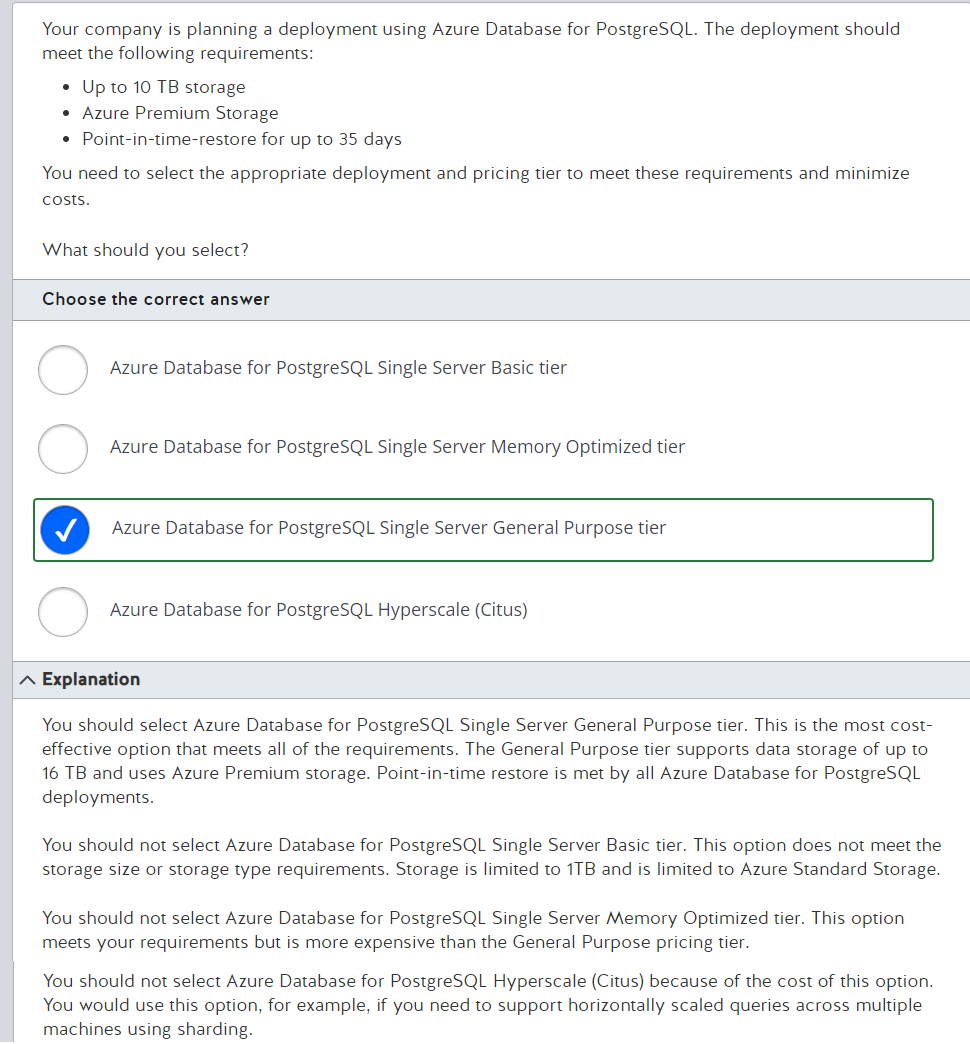 Your company is planning a deployment using Azure Database for PostgreSQL. The deployment should
meet the following requirements:
• Up to 10 TB storage
• Azure Premium Storage
• Point-in-time-restore for up to 35 days
You need to select the appropriate deployment and pricing tier to meet these requirements and minimize
costs.
What should you select?
Choose the correct answer
Azure Database for PostgreSQL Single Server Basic tier
Azure Database for PostgreSQL Single Server Memory Optimized tier
Azure Database for PostgreSQL Single Server General Purpose tier
Azure Database for PostgreSQL Hyperscale (Citus)
Explanation
You should select Azure Database for PostgreSQL Single Server General Purpose tier. This is the most cost-
effective option that meets all of the requirements. The General Purpose tier supports data storage of up to
16 TB and uses Azure Premium storage. Point-in-time restore is met by all Azure Database for PostgreSQL
deployments.
You should not select Azure Database for PostgreSQL Single Server Basic tier. This option does not meet the
storage size or storage type requirements. Storage is limited to 1TB and is limited to Azure Standard Storage.
You should not select Azure Database for PostgreSQL Single Server Memory Optimized tier. This option
meets your requirements but is more expensive than the General Purpose pricing tier.
You should not select Azure Database for PostgreSQL Hyperscale (Citus) because of the cost of this option.
You would use this option, for example, if you need to support horizontally scaled queries across multiple
machines using sharding.